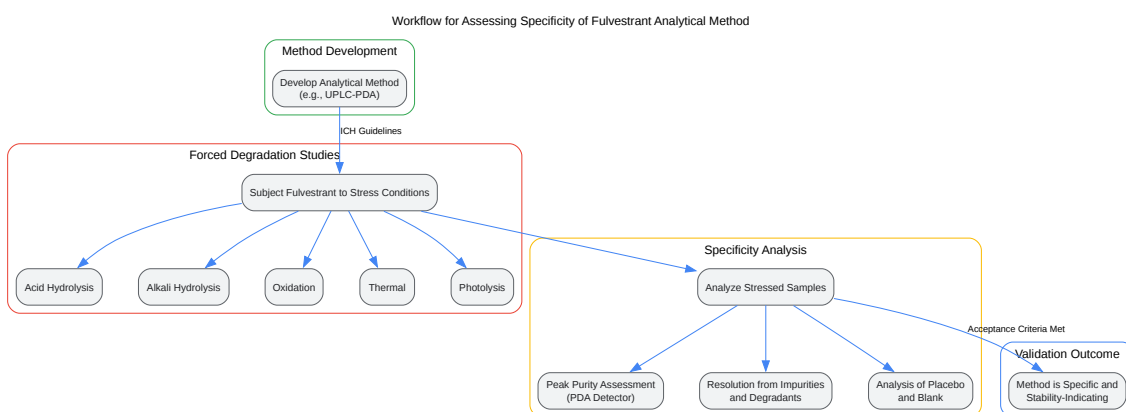 Workflow for Assessing Specificity of Fulvestrant Analytical Method
Method Development
Develop Analytical Method
(e.g., UPLC-PDA)
ICH Guidelines
Forced Degradation Studies
Subject Fulvestrant to Stress Conditions
Acid Hydrolysis
Alkali Hydrolysis
Oxidation
Thermal
Photolysis
Specificity Analysis
Analyze Stressed Samples
Acceptance Criteria Met
Peak Purity Assessment
(PDA Detector)
Resolution from Impurities
and Degradants
Analysis of Placebo
and Blank
Validation Outcome
Method is Specific and
Stability-Indicating